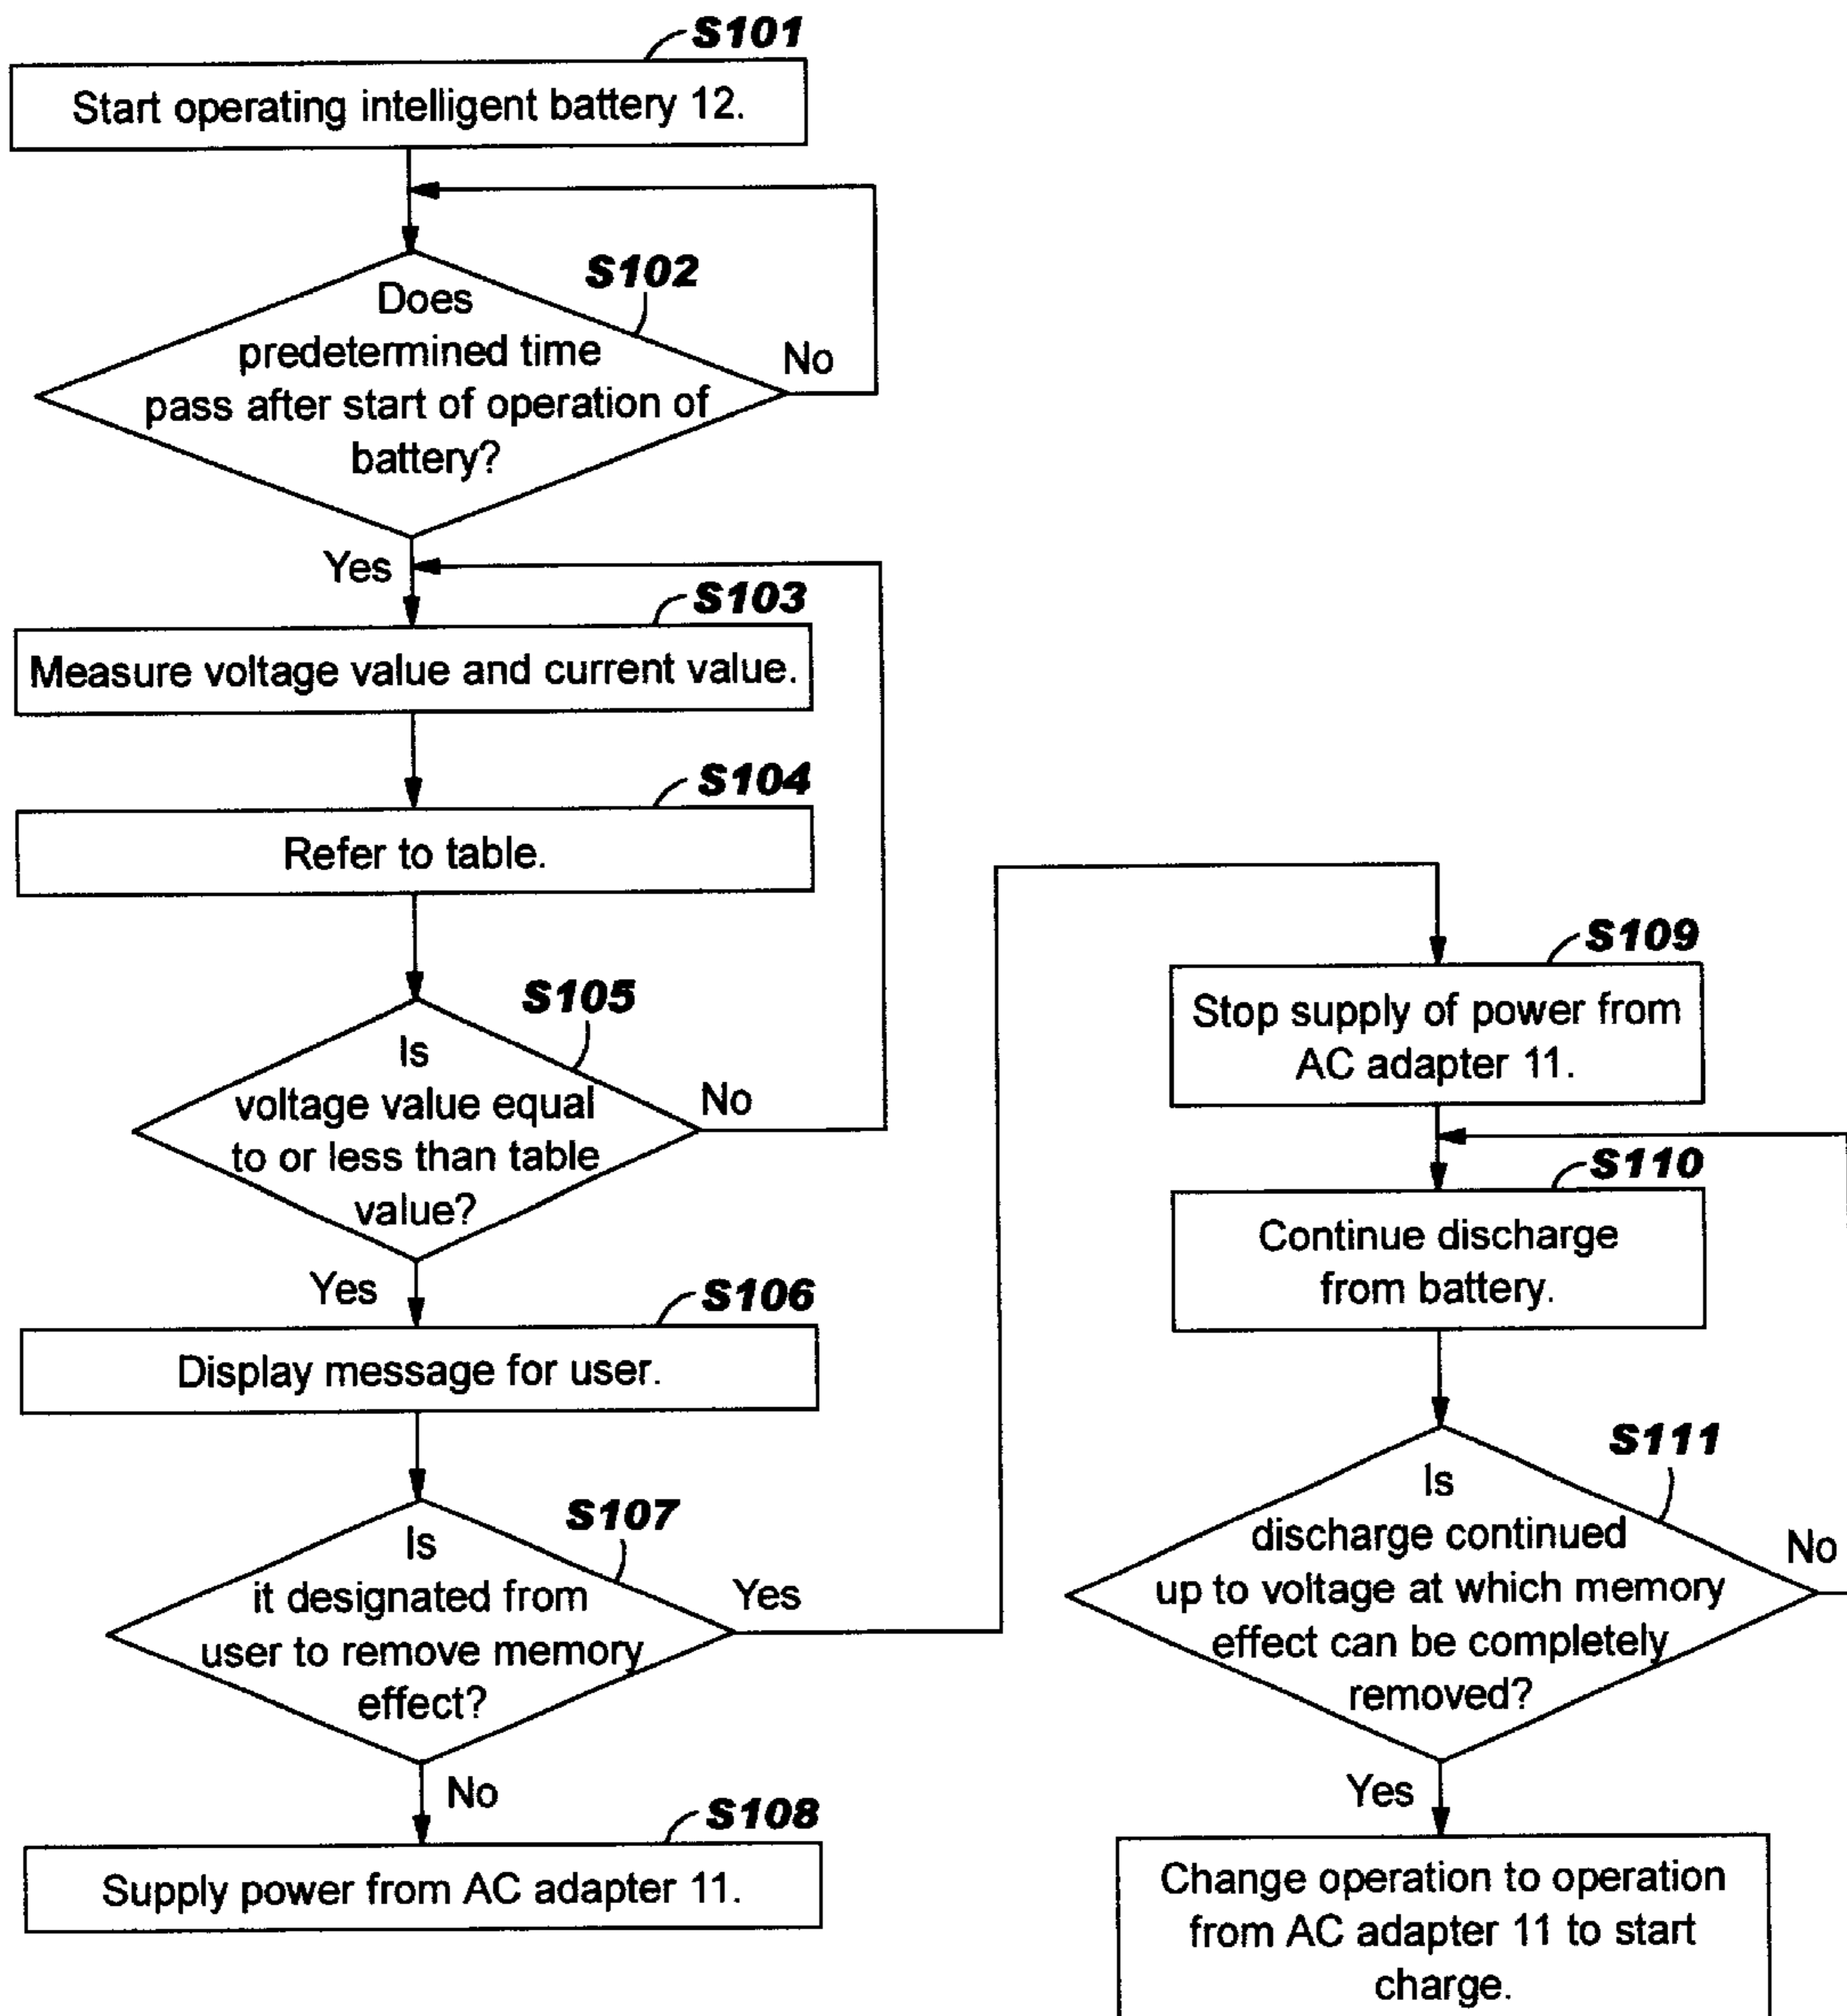 S101
Start operating intelligent battery 12.
S102
Does
predetermined time
pass after start of operation of
battery?
No
Yes
S103
Measure voltage value and current value.
S104
Refer to table.
S105
Is
voltage value equal
to or less than table
value?
No
Yes
S106
Display message for user.
S107
Is
it designated from
user to remove memory
effect?
Yes
No
S108
Supply power from AC adapter 11.
S109
Stop supply of power from
AC adapter 11.
S110
Continue discharge
from battery.
S111
Is
discharge continued
up to voltage at which memory
effect can be completely
removed?
No
Yes
Change operation to operation
from AC adapter 11 to start
charge.